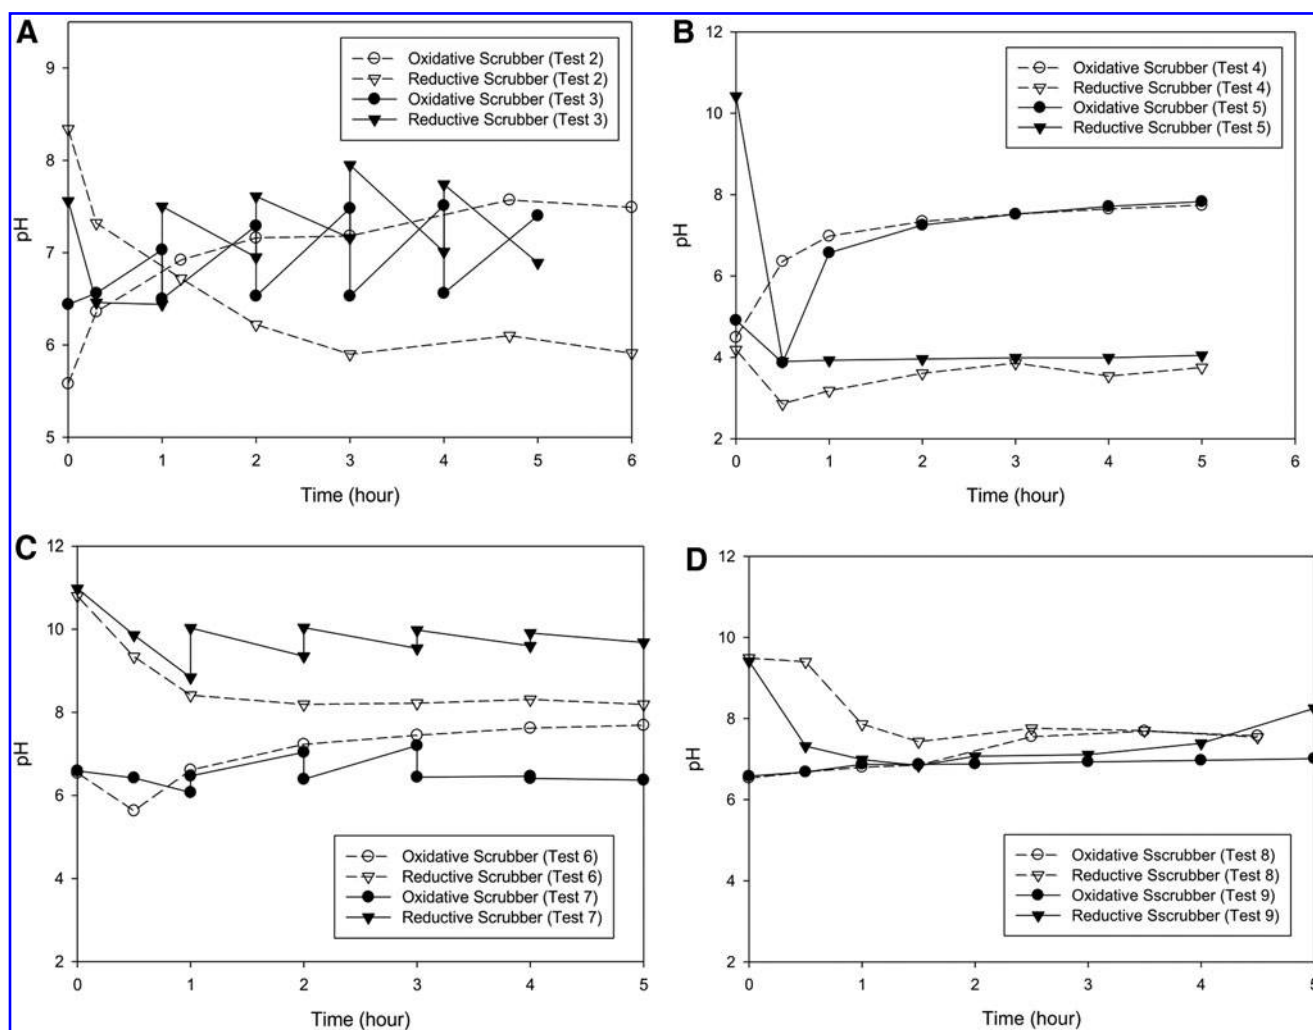 A
9
8
7
6
5
pH
0 1 2 3 4 5 6
Time (hour)
Oxidative Scrubber (Test 2)
Reductive Scrubber (Test 2)
Oxidative Scrubber (Test 3)
Reductive Scrubber (Test 3)
B
12
10
8
6
4
2
pH
0 1 2 3 4 5 6
Time (hour)
Oxidative Scrubber (Test 4)
Reductive Scrubber (Test 4)
Oxidative Scrubber (Test 5)
Reductive Scrubber (Test 5)
C
12
10
8
6
4
2
pH
0 1 2 3 4 5
Time (hour)
Oxidative Scrubber (Test 6)
Reductive Scrubber (Test 6)
Oxidative Scrubber (Test 7)
Reductive Scrubber (Test 7)
D
12
10
8
6
4
2
pH
0 1 2 3 4 5
Time (hour)
Oxidative Sscrubber (Test 8)
Reductive Sscrubber (Test 8)
Oxidative Sscrubber (Test 9)
Reductive Sscrubber (Test 9)